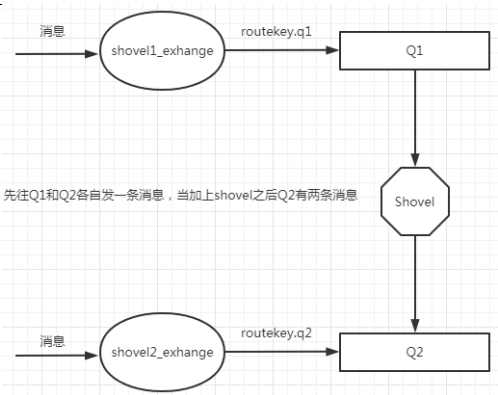 消息
shovel1_exhange
routekey.q1
Q1
先往Q1和Q2各自发一条消息，当加上shovel之后Q2有两条消息
Shovel
消息
shovel2_exhange
routekey.q2
Q2